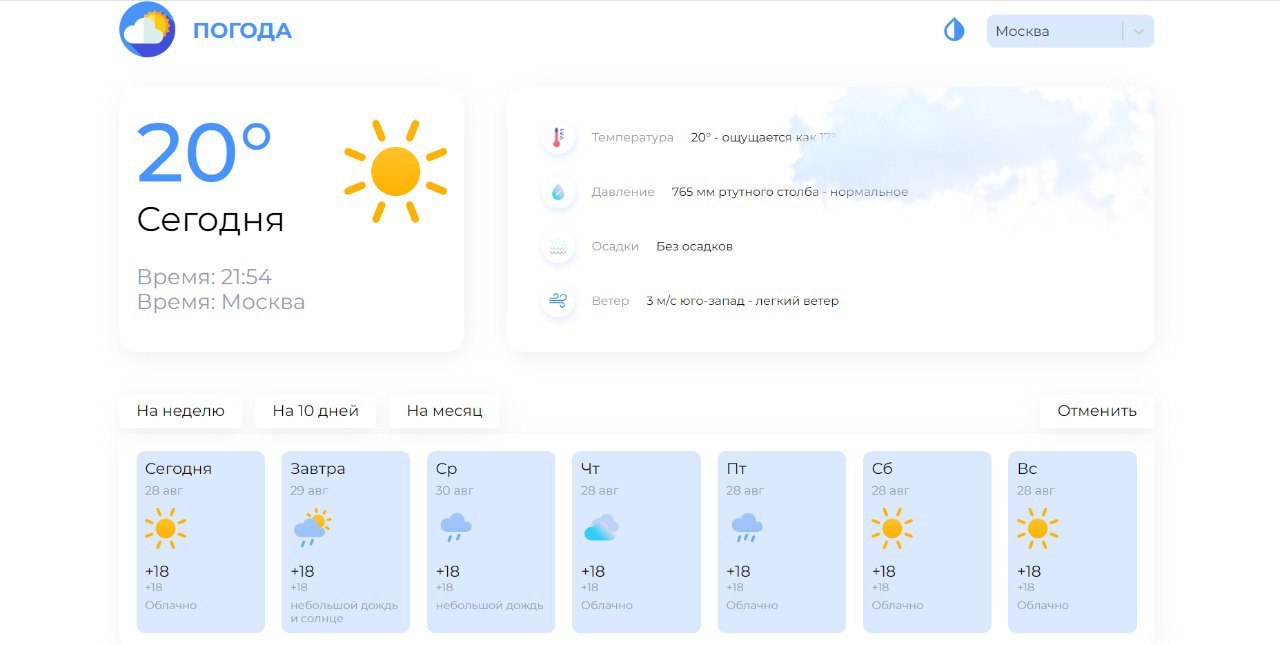 ПОГОДА
Москва
20°
Сегодня
Время: 21:54
Время: Москва
Температура 20° - ощущается как 17°
Давление 765 мм ртутного столба - нормальное
Осадки Без осадков
Ветер 3 м/с юго-запад - легкий ветер
На неделю На 10 дней На месяц Отменить
Сегодня Завтра Ср Чт Пт Сб Вс
28 авг 29 авг 30 авг 28 авг 28 авг 28 авг 28 авг
+18 +18 +18 +18 +18 +18 +18
+18 +18 +18 +18 +18 +18 +18
Облачно небольшой дождь небольшой дождь Облачно Облачно Облачно Облачно
и солнце